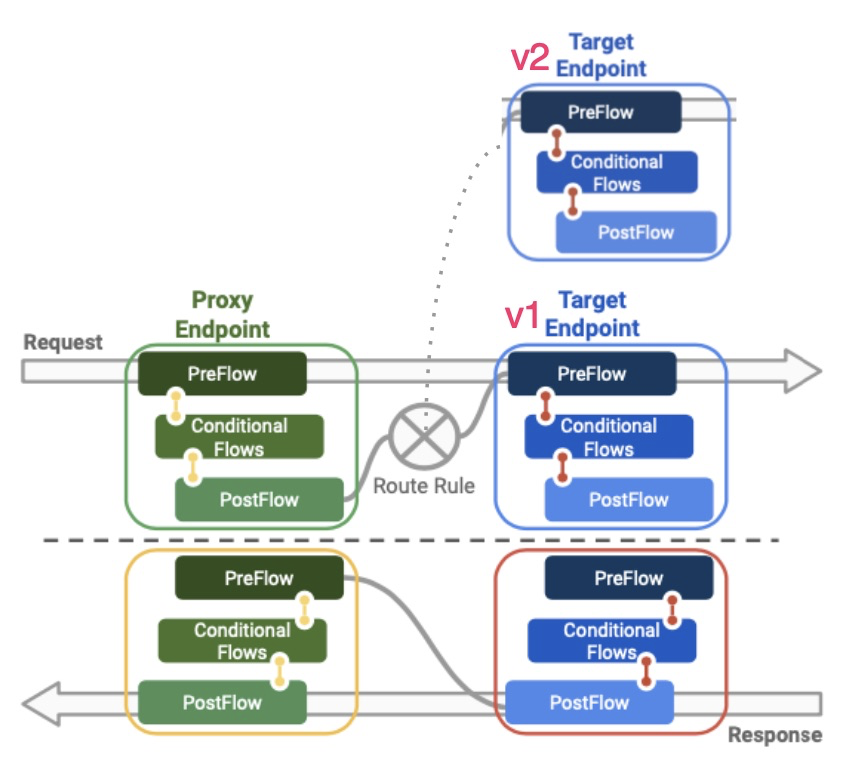 v2 Target
Endpoint
PreFlow
Conditional
Flows
PostFlow
Proxy
Endpoint
v1 Target
Endpoint
Request
PreFlow
PreFlow
Conditional
Flows
Conditional
Flows
Route Rule
PostFlow
PostFlow
PreFlow
PreFlow
Conditional
Flows
Conditional
Flows
PostFlow
PostFlow
Response